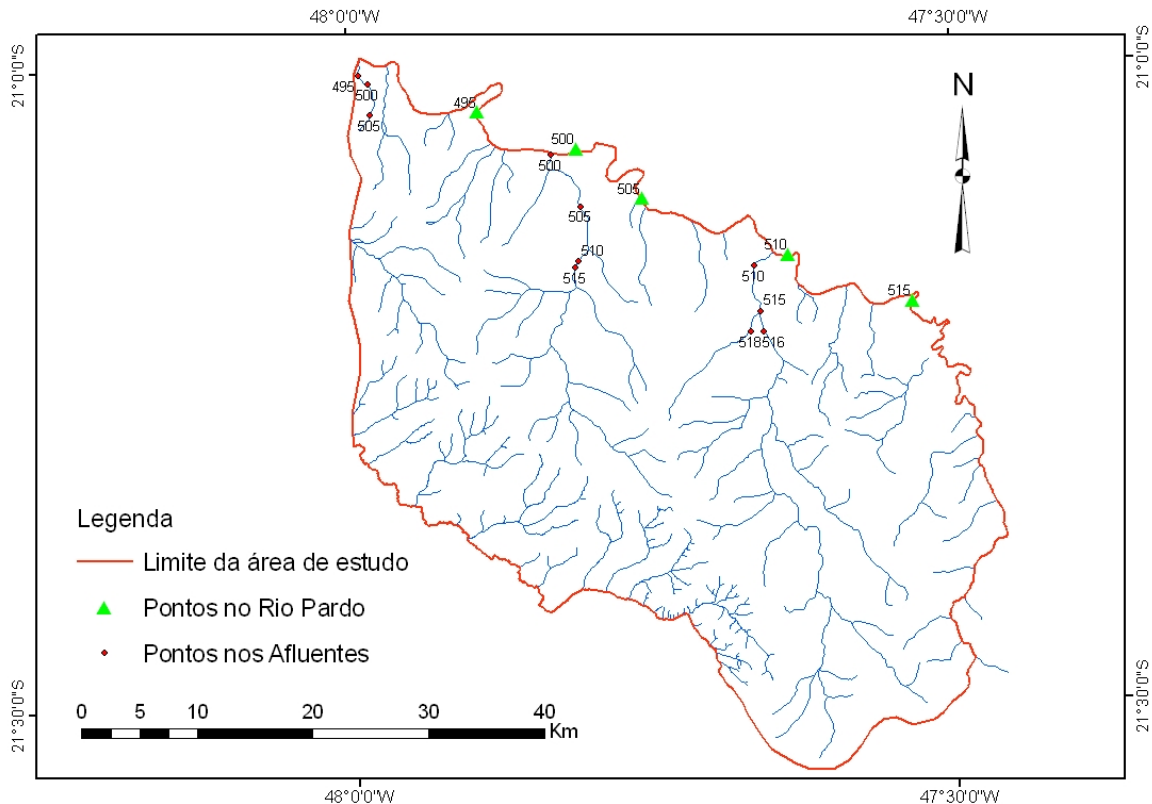 48°0'0"W
47°30'0"W
21°0'0"S
21°0'0"S
N
495
500
505
495
500
500
505
505
510
515
510
510
515
515
518
516
Legenda
Limite da área de estudo
Pontos no Rio Pardo
Pontos nos Afluentes
0 5 10 20 30 40
Km
21°30'0"S
21°30'0"S
48°0'0"W
47°30'0"W